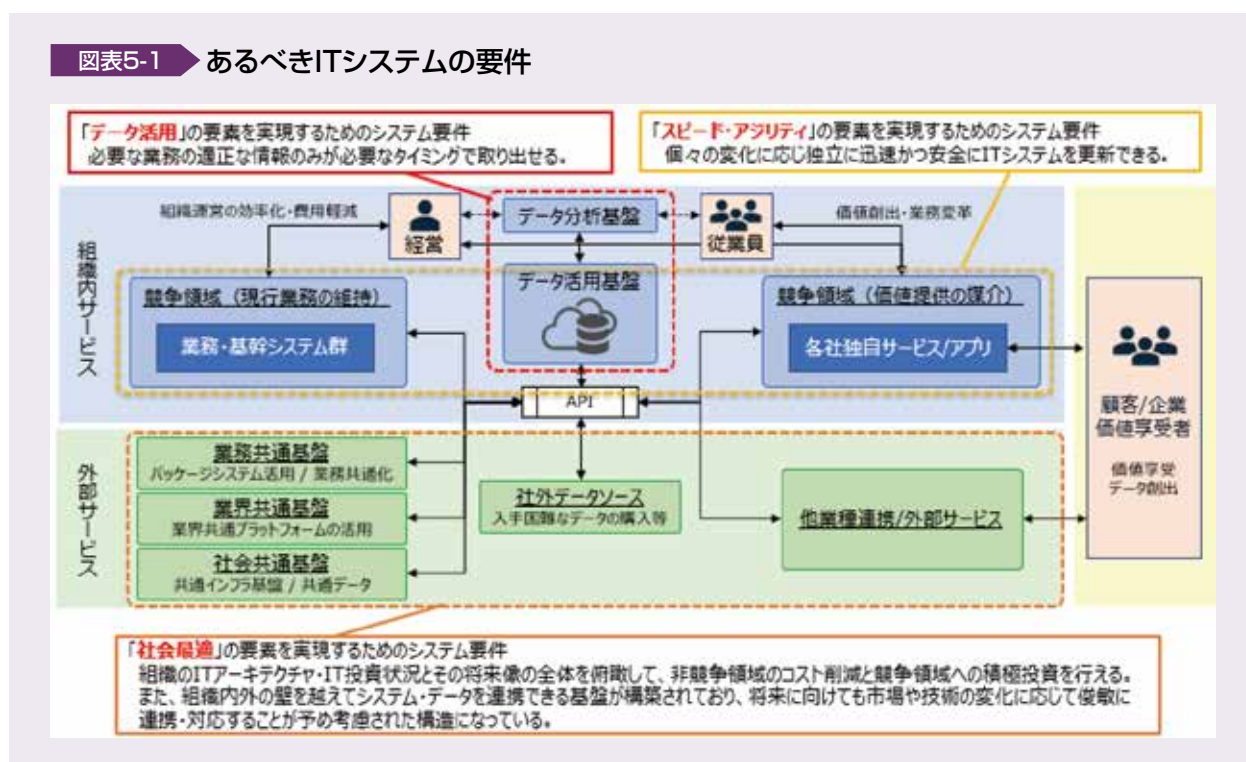 図表5-1 あるべきITシステムの要件
「データ活用」の要素を実現するためのシステム要件
必要な業務の適正な情報のみが必要なタイミングで取り出せる。
「スピード・アジリティ」の要素を実現するためのシステム要件
個々の変化に応じ独立に迅速かつ安全にITシステムを更新できる。
組織内サービス
組織運営の効率化・費用軽減
経営
データ分析基盤
従業員
価値創出・業務変革
競争領域（現行業務の維持）
業務・基幹システム群
データ活用基盤
競争領域（価値提供の媒介）
各社独自サービス/アプリ
API
顧客/企業
価値享受者
価値享受
データ創出
外部サービス
業務共通基盤
パッケージシステム活用 / 業務共通化
業界共通基盤
業界共通プラットフォームの活用
社会共通基盤
共通インフラ基盤 / 共通データ
社外データソース
入手困難なデータの購入等
他業種連携/外部サービス
「社会最適」の要素を実現するためのシステム要件
組織のITアーキテクチャ・IT投資状況とその将来像の全体を俯瞰して、非競争領域のコスト削減と競争領域への積極投資を行える。
また、組織内外の壁を越えてシステム・データを連携できる基盤が構築されており、将来に向けても市場や技術の変化に応じて俊敏に
連携・対応することが予め考慮された構造になっている。